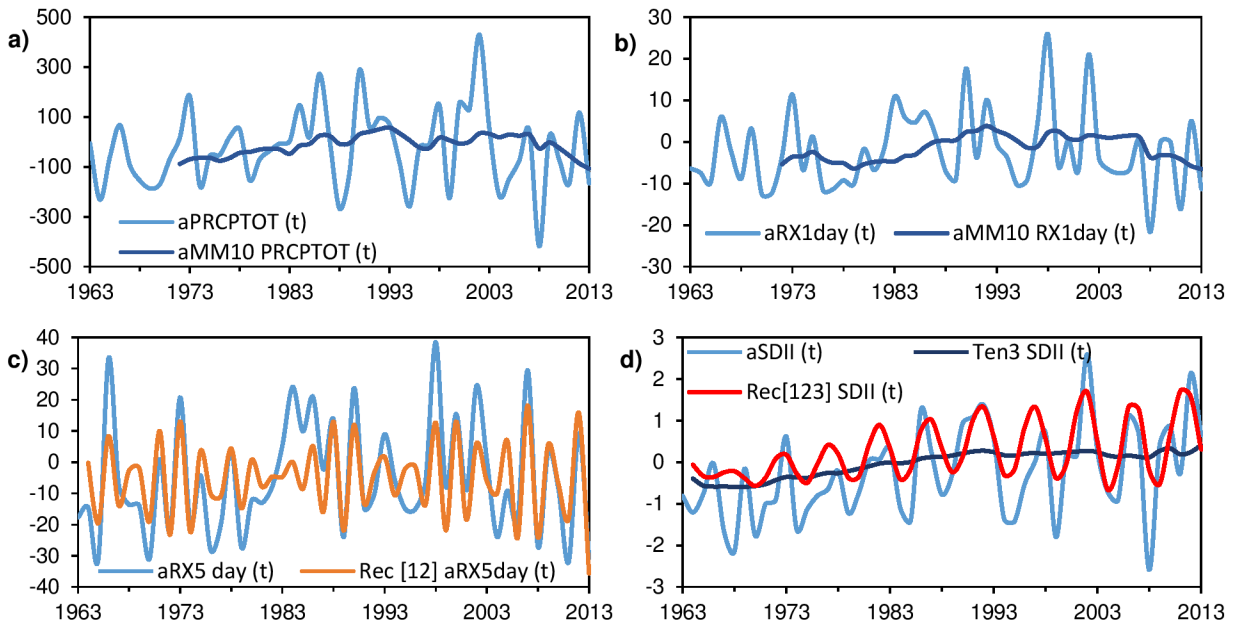 a)
500
300
100
-100
-300
-500
aPRCPTOT (t)
aMM10 PRCPTOT (t)
1963 1973 1983 1993 2003 2013
b)
30
20
10
0
-10
-20
-30
aRX1day (t) aMM10 RX1day (t)
1963 1973 1983 1993 2003 2013
c)
40
30
20
10
0
-10
-20
-30
-40
aRX5 day (t) Rec [12] aRX5day (t)
1963 1973 1983 1993 2003 2013
d)
3
2
1
0
-1
-2
-3
aSDII (t) Ten3 SDII (t)
Rec[123] SDII (t)
1963 1973 1983 1993 2003 2013